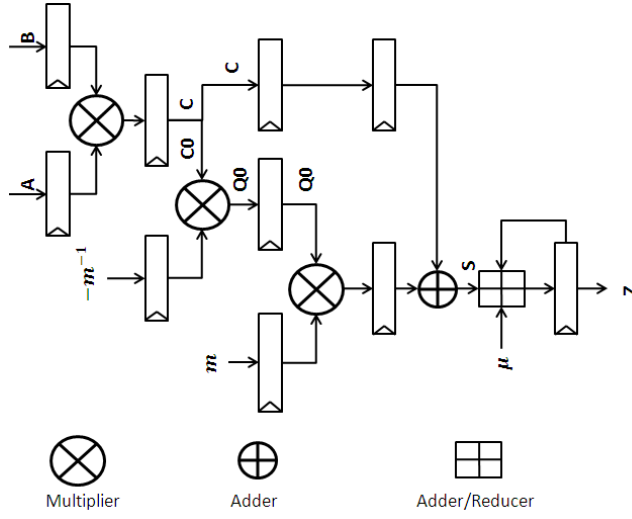 B
C
C
A
C0
Q0
Q0
−m⁻¹
S
m
μ
Z
Multiplier
Adder
Adder/Reducer